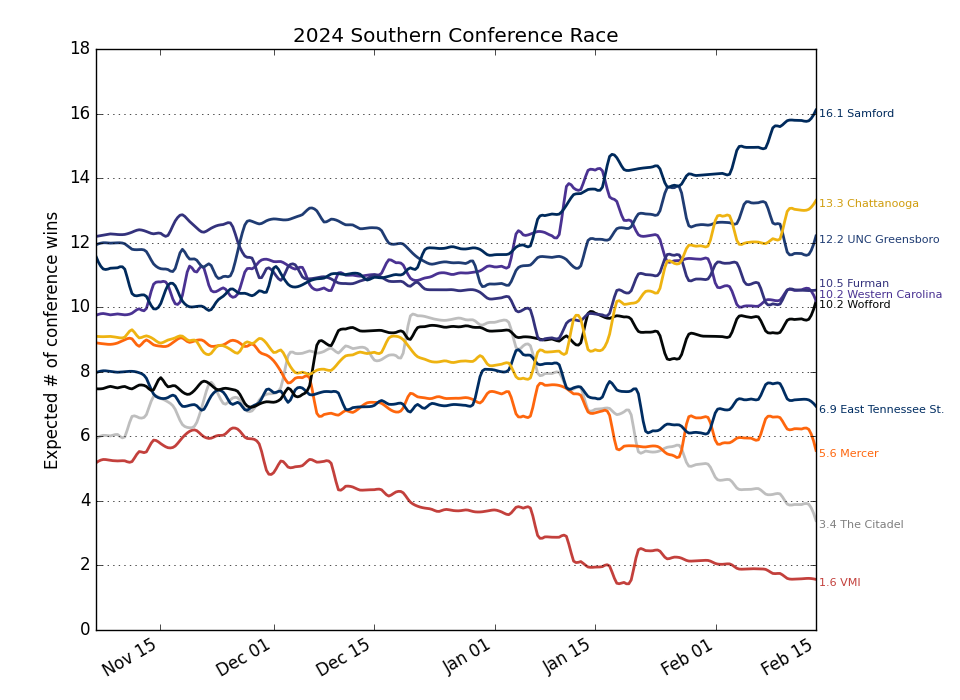 2024 Southern Conference Race
Expected # of conference wins
18
16
14
12
10
8
6
4
2
0
16.1 Samford
13.3 Chattanooga
12.2 UNC Greensboro
10.5 Furman
10.2 Western Carolina
10.2 Wofford
6.9 East Tennessee St.
5.6 Mercer
3.4 The Citadel
1.6 VMI
Nov 15
Dec 01
Dec 15
Jan 01
Jan 15
Feb 01
Feb 15